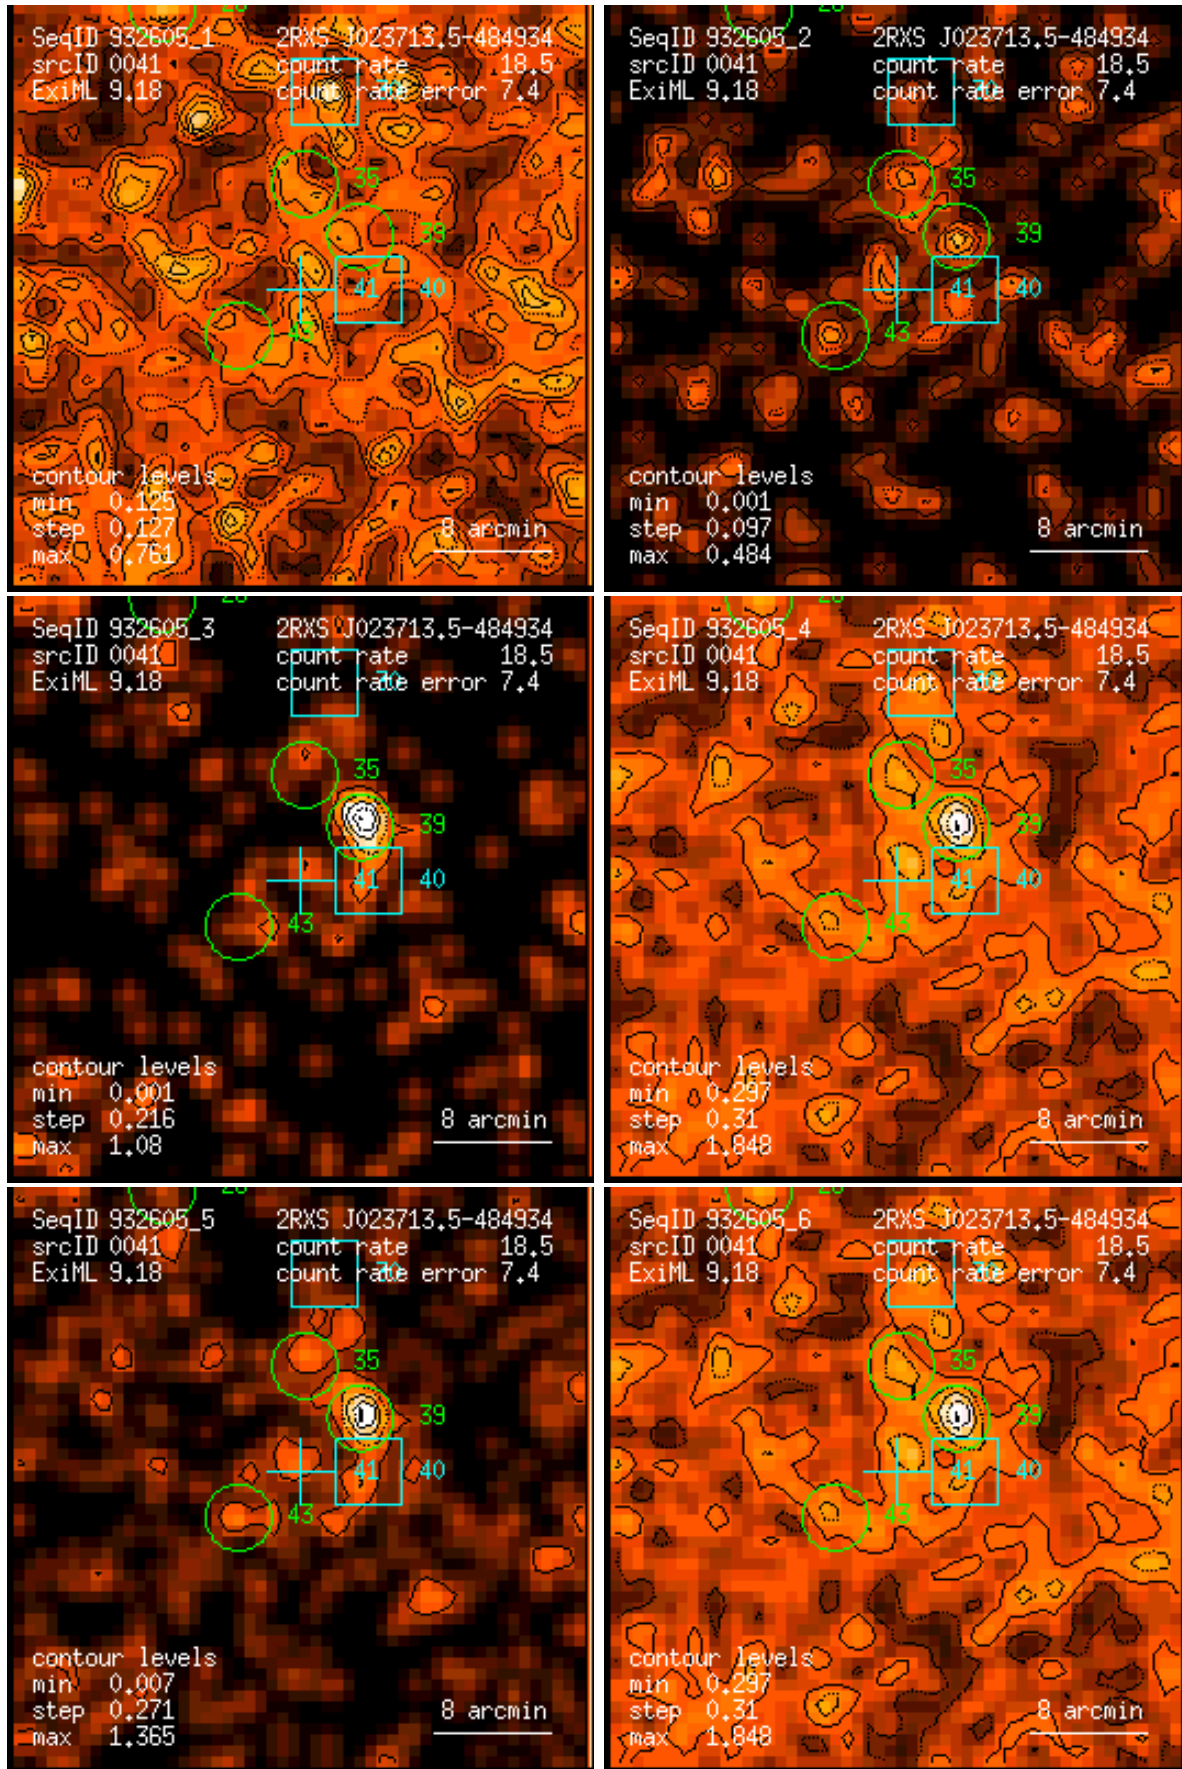 28
SeqID 932605_1 2RXS J023713.5-484934
srcID 0041 count rate 18.5
ExiML 9.18 count rate error 7.4
35
39
41 40
43
contour levels
min 0.125
step 0.127 8 arcmin
max 0.761
28
SeqID 932605_2 2RXS J023713.5-484934
srcID 0041 count rate 18.5
ExiML 9.18 count rate error 7.4
35
39
41 40
43
contour levels
min 0.001
step 0.097 8 arcmin
max 0.484
28
SeqID 932605_3 2RXS J023713.5-484934
srcID 0041 count rate 18.5
ExiML 9.18 count rate error 7.4
35
39
41 40
43
contour levels
min 0.001
step 0.216 8 arcmin
max 1.08
28
SeqID 932605_4 2RXS J023713.5-484934
srcID 0041 count rate 18.5
ExiML 9.18 count rate error 7.4
35
39
41 40
43
contour levels
min 0.297
step 0.31 8 arcmin
max 1.848
28
SeqID 932605_5 2RXS J023713.5-484934
srcID 0041 count rate 18.5
ExiML 9.18 count rate error 7.4
35
39
41 40
43
contour levels
min 0.007
step 0.271 8 arcmin
max 1.365
28
SeqID 932605_6 2RXS J023713.5-484934
srcID 0041 count rate 18.5
ExiML 9.18 count rate error 7.4
35
39
41 40
43
contour levels
min 0.297
step 0.31 8 arcmin
max 1.848